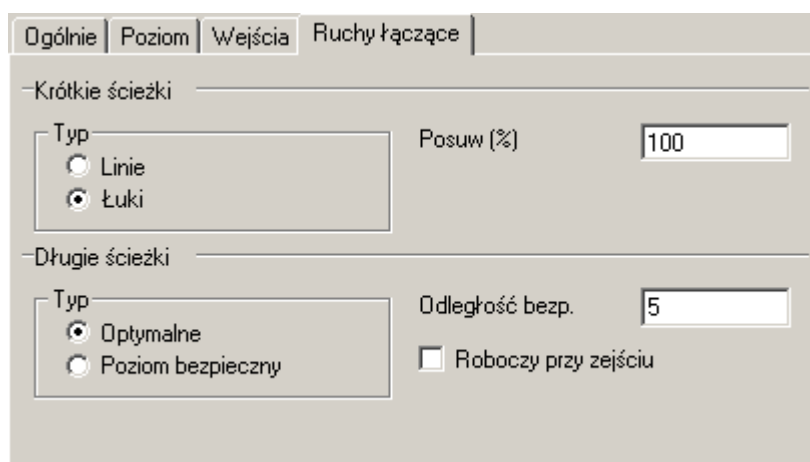 Ogólnie Poziom Wejścia Ruchy łączące
Krótkie ścieżki
Typ
Posuw (%) 100
Linie
Łuki
Długie ścieżki
Typ
Odległość bezp. 5
Optymalne
Poziom bezpieczny
Roboczy przy zejściu